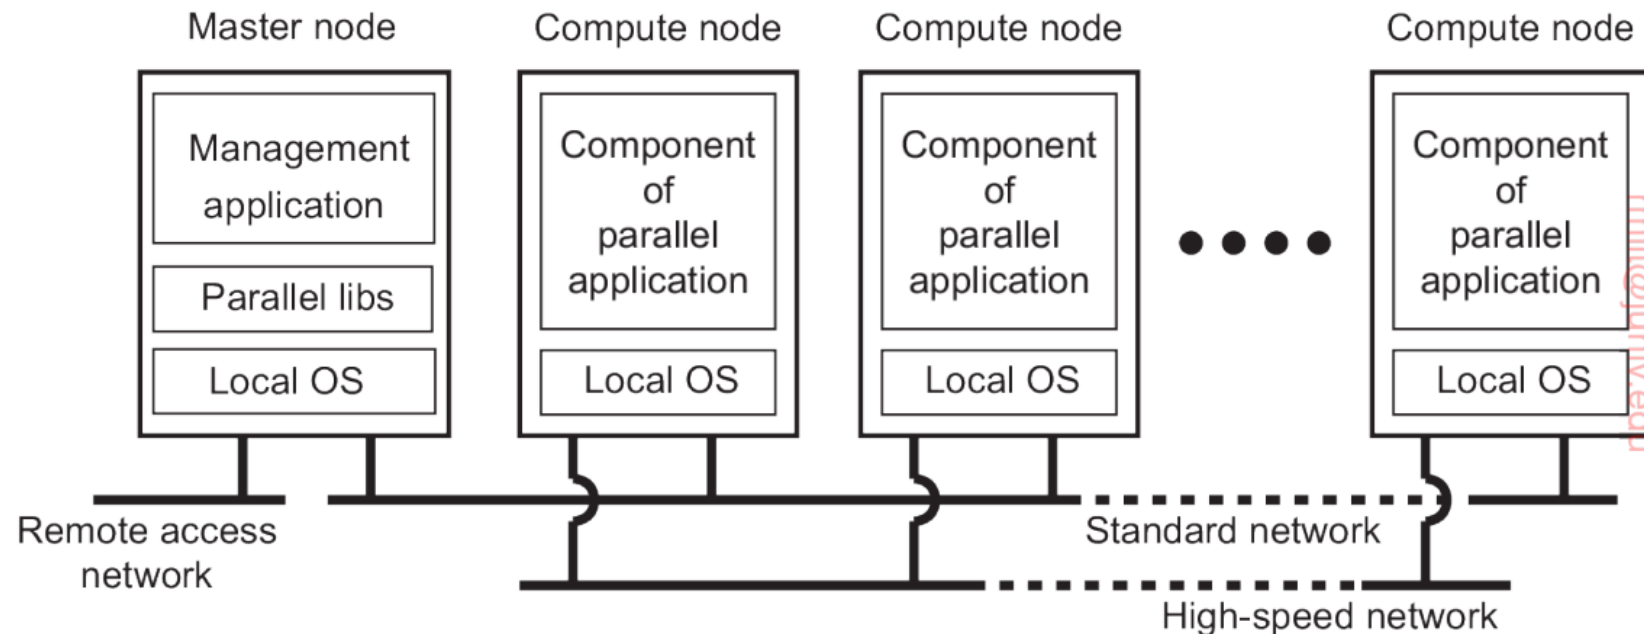 Master node
Compute node
Compute node
Compute node
Management
application
Parallel libs
Local OS
Component
of
parallel
application
Local OS
Component
of
parallel
application
Local OS
Component
of
parallel
application
Local OS
Remote access
network
Standard network
High-speed network